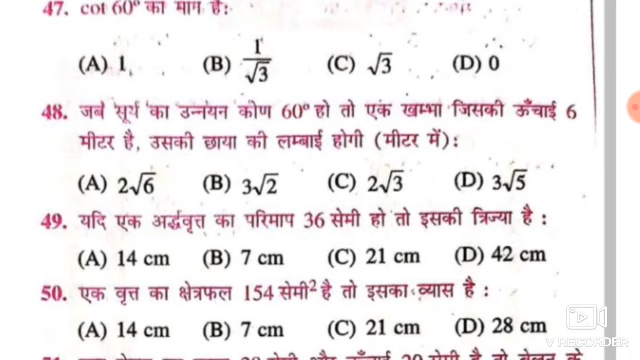 47. cot 60° का मान है:
(A) 1 (B) 1/√3 (C) √3 (D) 0
48. जब सूर्य का उन्नयन कोण 60° हो तो एक खम्भा जिसकी ऊँचाई 6
मीटर है, उसकी छाया की लम्बाई होगी (मीटर में) :
(A) 2√6 (B) 3√2 (C) 2√3 (D) 3√5
49. यदि एक अर्द्धवृत्त का परिमाप 36 सेमी हो तो इसकी त्रिज्या है :
(A) 14 cm (B) 7 cm (C) 21 cm (D) 42 cm
50. एक वृत्त का क्षेत्रफल 154 सेमी² है तो इसका व्यास है :
(A) 14 cm (B) 7 cm (C) 21 cm (D) 28 cm
V RECORDER